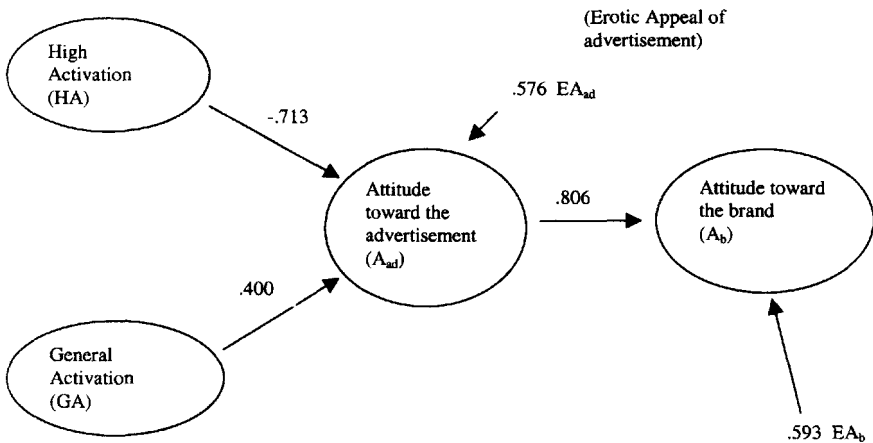 (Erotic Appeal of
advertisement)
High
Activation
(HA)
.576 EAad
-.713
Attitude
toward the
advertisement
(Aad)
.806
Attitude toward
the brand
(Ab)
.400
General
Activation
(GA)
.593 EAb